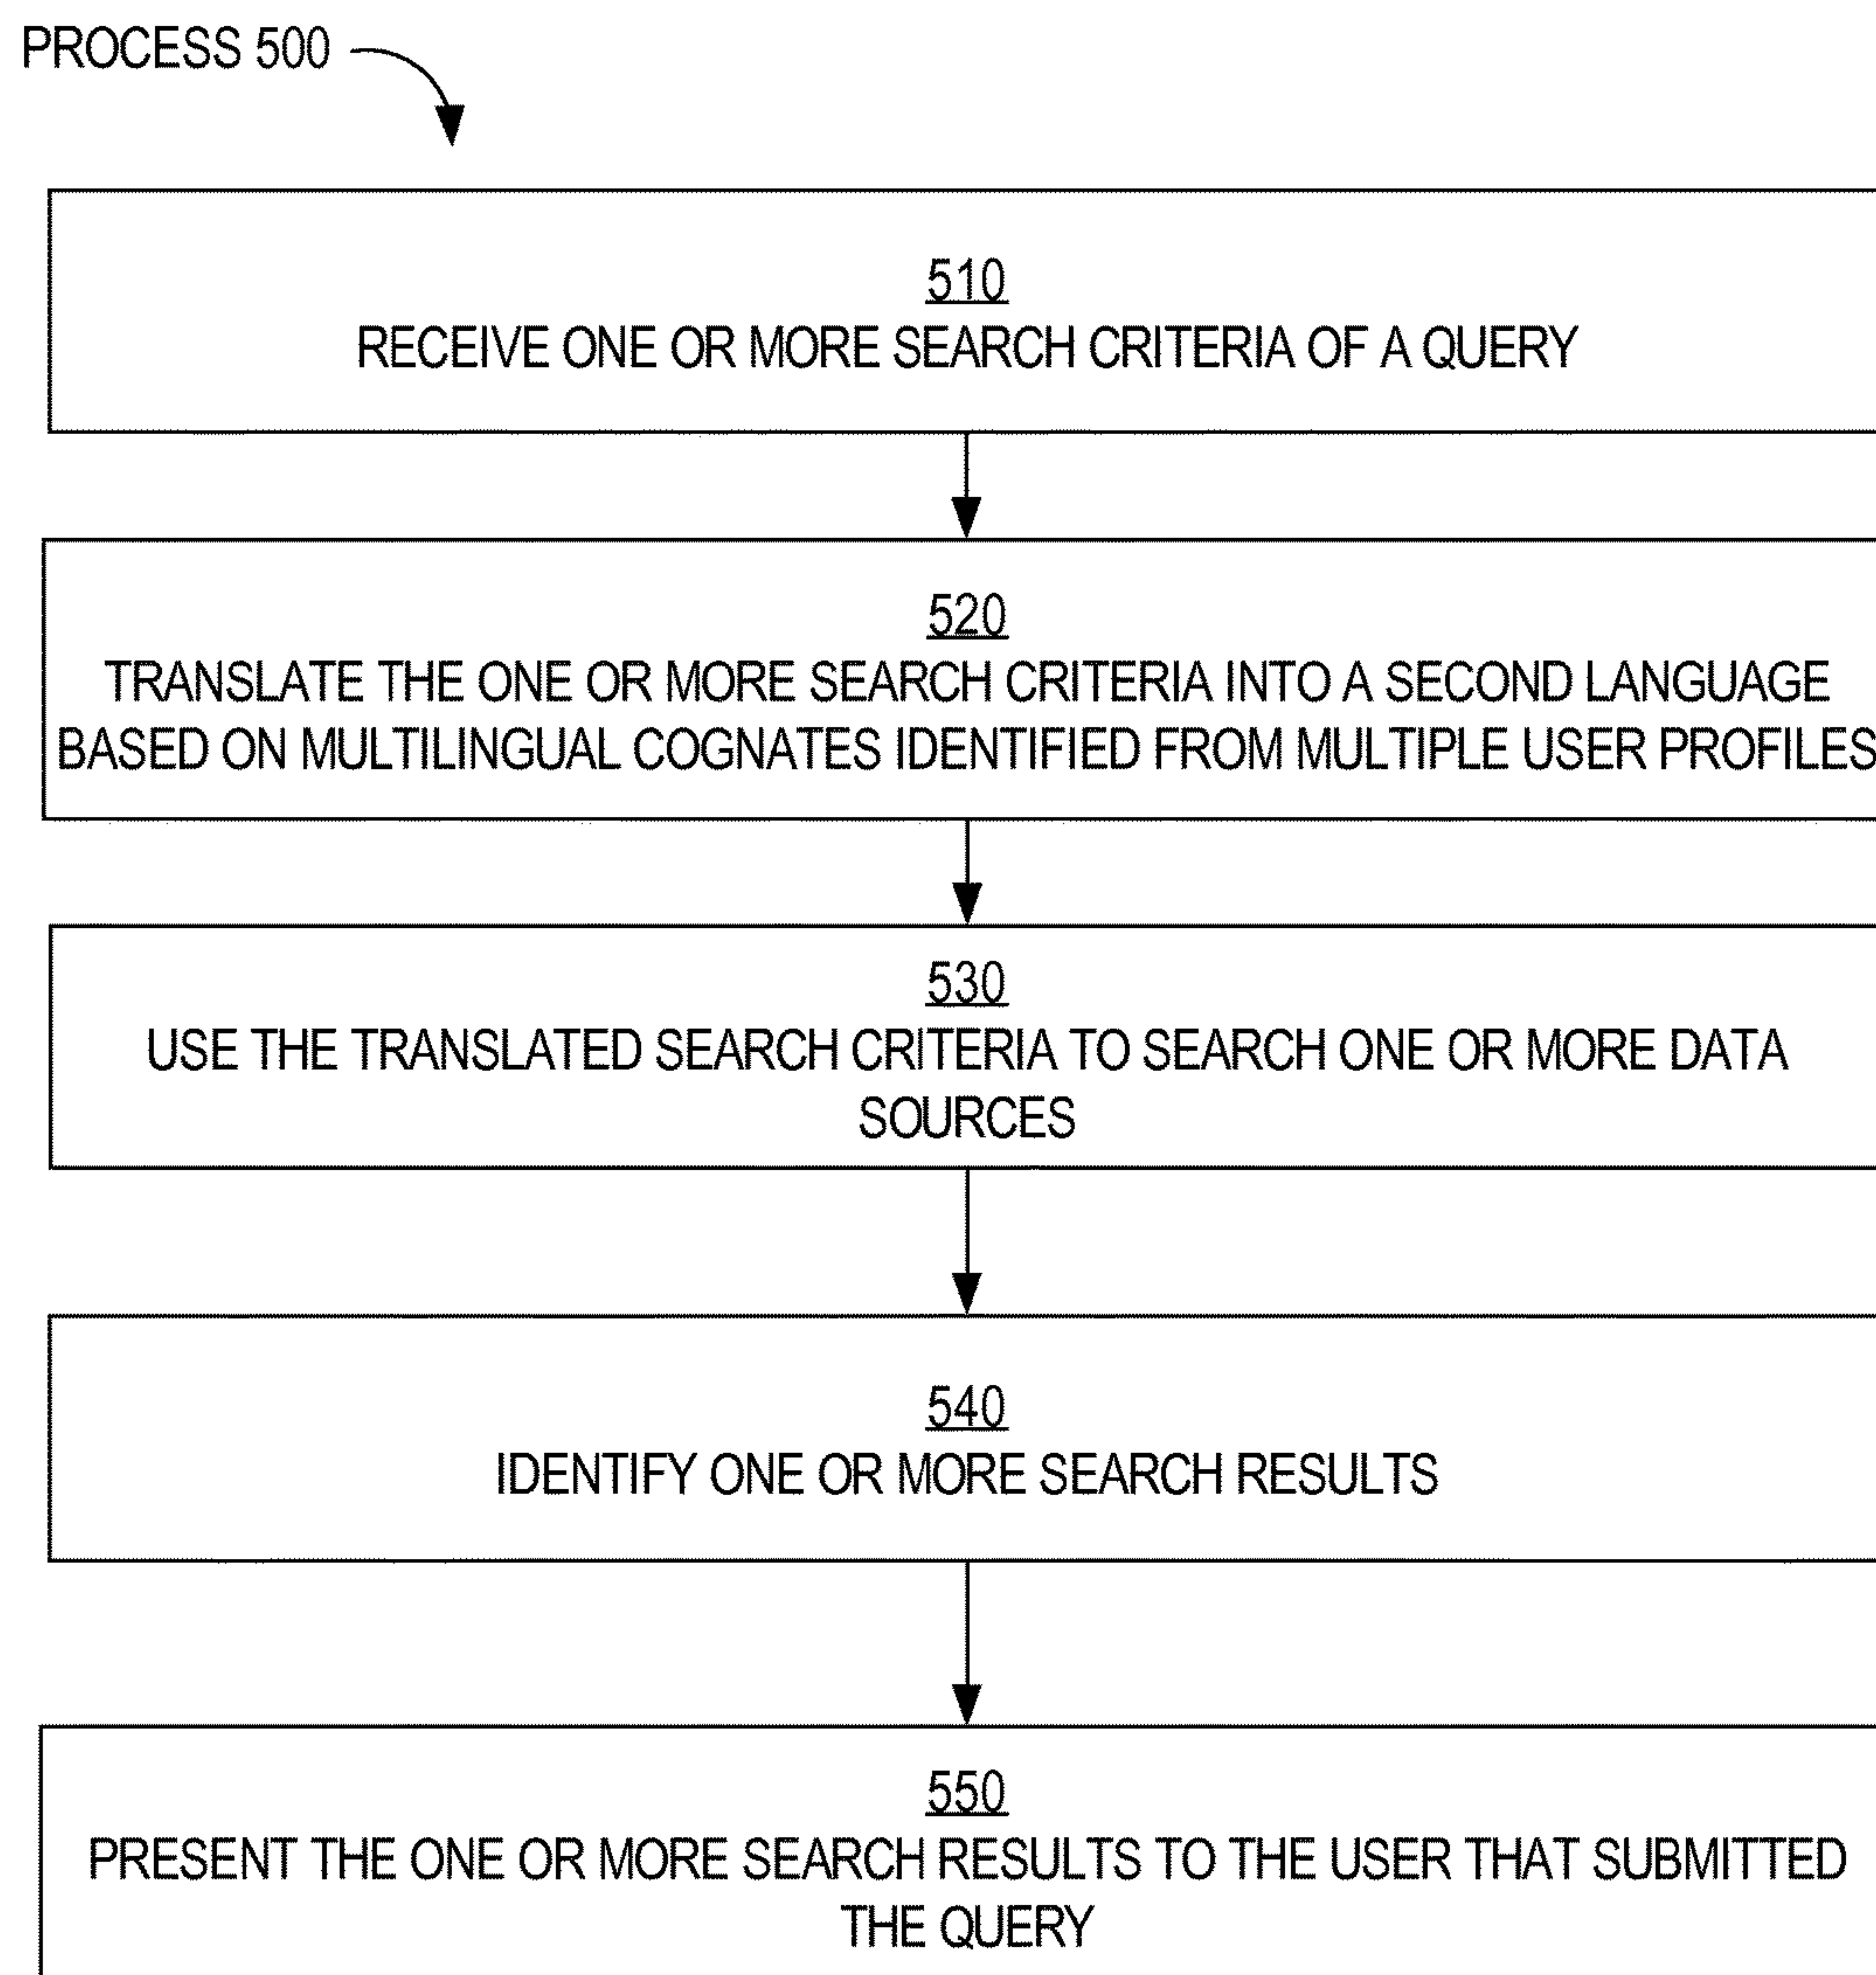 PROCESS 500
510
RECEIVE ONE OR MORE SEARCH CRITERIA OF A QUERY
520
TRANSLATE THE ONE OR MORE SEARCH CRITERIA INTO A SECOND LANGUAGE
BASED ON MULTILINGUAL COGNATES IDENTIFIED FROM MULTIPLE USER PROFILES
530
USE THE TRANSLATED SEARCH CRITERIA TO SEARCH ONE OR MORE DATA
SOURCES
540
IDENTIFY ONE OR MORE SEARCH RESULTS
550
PRESENT THE ONE OR MORE SEARCH RESULTS TO THE USER THAT SUBMITTED
THE QUERY